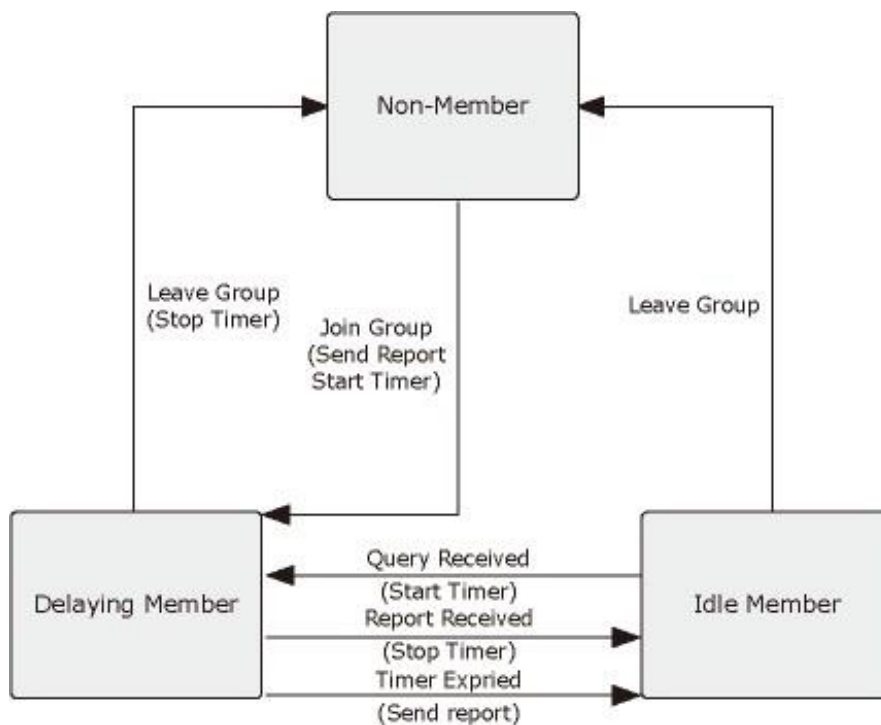 Non-Member
Leave Group
(Stop Timer)
Join Group
(Send Report
Start Timer)
Leave Group
Delaying Member
Query Received
(Start Timer)
Report Received
(Stop Timer)
Timer Expried
(Send report)
Idle Member